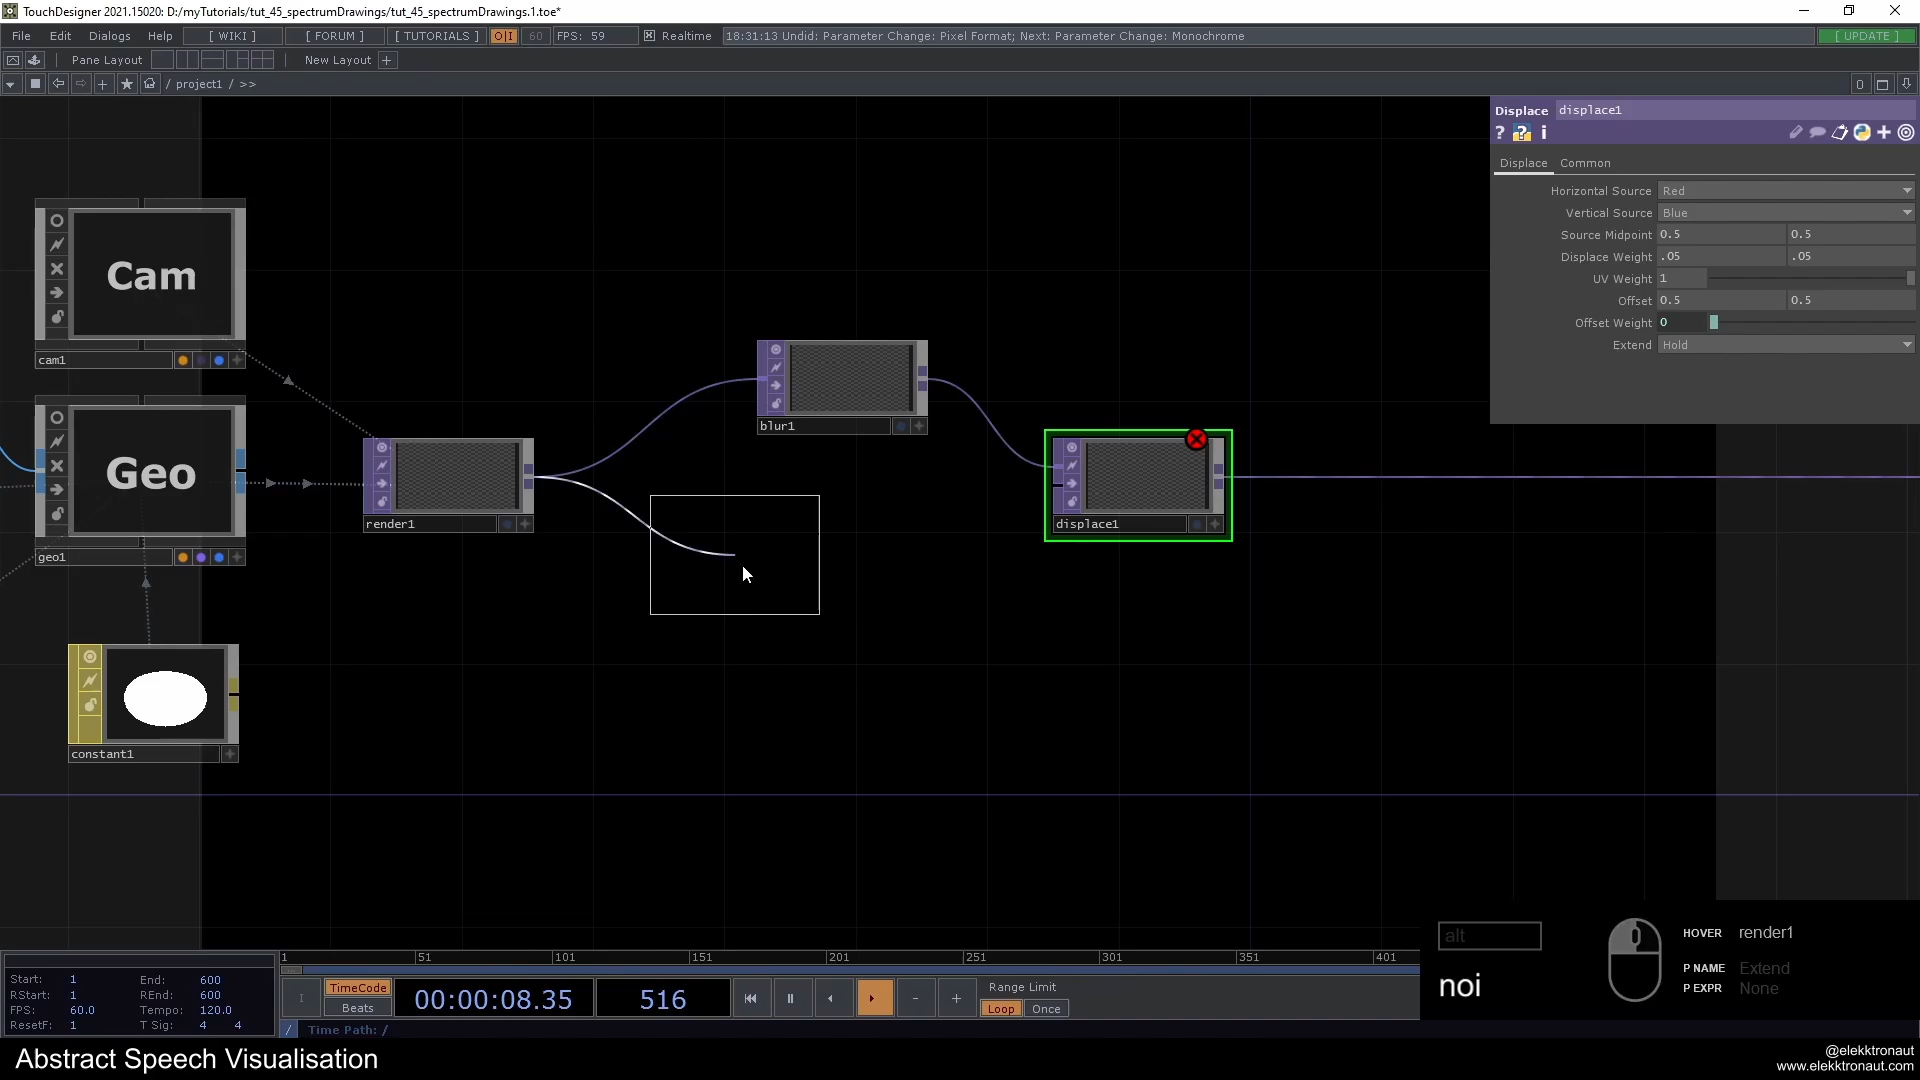 TouchDesigner 2021.15020: D:/myTutorials/tut_45_spectrumDrawings/tut_45_spectrumDrawings.1.toe*
File Edit Dialogs Help [ WIKI ] [ FORUM ] [ TUTORIALS ] O|I 60 FPS: 59 Realtime 18:31:13 Undid: Parameter Change: Pixel Format; Next: Parameter Change: Monochrome [ UPDATE ]
Pane Layout New Layout +
/ project1 / >> 0
Displace displace1
? ? i
Displace Common
Horizontal Source Red
Vertical Source Blue
Source Midpoint 0.5 0.5
Displace Weight .05 .05
UV Weight 1
Offset 0.5 0.5
Offset Weight 0
Extend Hold
Cam
cam1
Geo
geo1
constant1
render1
blur1
displace1
alt
noi
HOVER render1
P NAME Extend
P EXPR None
1 51 101 151 201 251 301 351 401
Start: 1 End: 600
RStart: 1 REnd: 600
FPS: 60.0 Tempo: 120.0
ResetF: 1 T Sig: 4 4
I
TimeCode
Beats
00:00:08.35
516
- +
Range Limit
Loop Once
/ Time Path: /
Abstract Speech Visualisation
@elekktronaut
www.elekktronaut.com